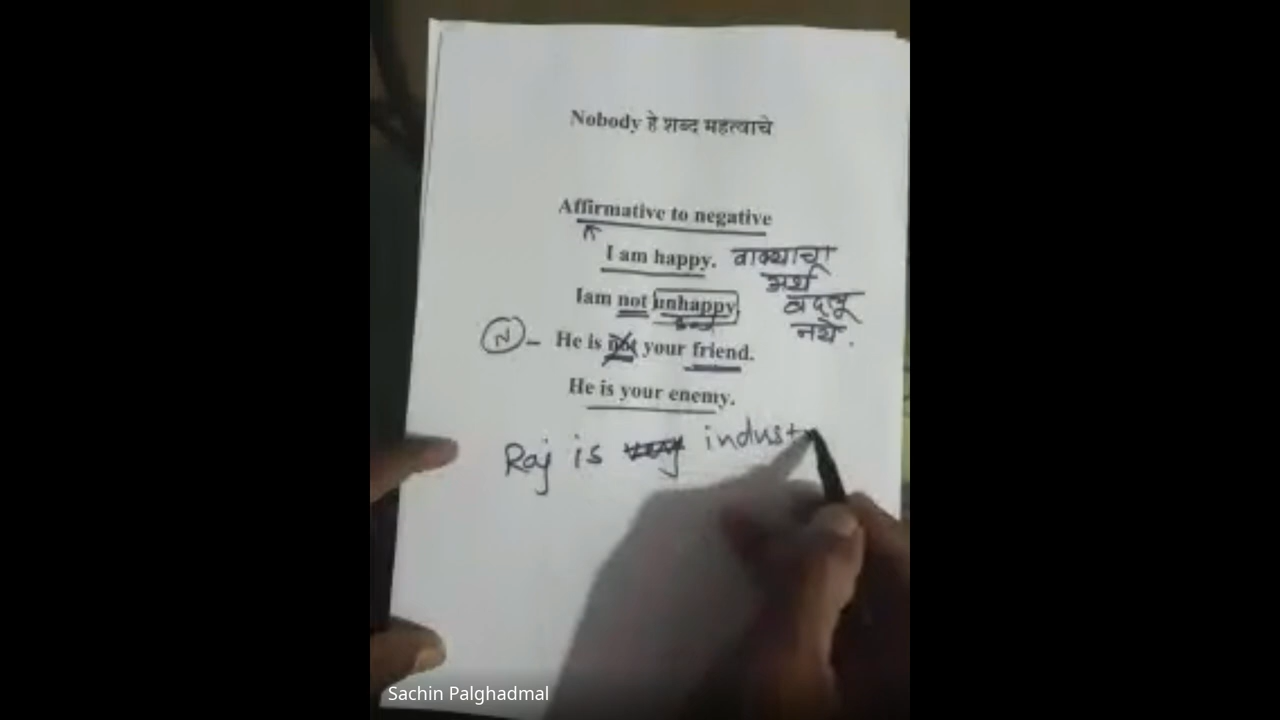 Nobody हे शब्द महत्वाचे
Affirmative to negative
I am happy. वाक्याचा
अर्थ
Iam not unhappy बदलू
नये.
N - He is not your friend.
He is your enemy.
Raj is industr
Sachin Palghadmal